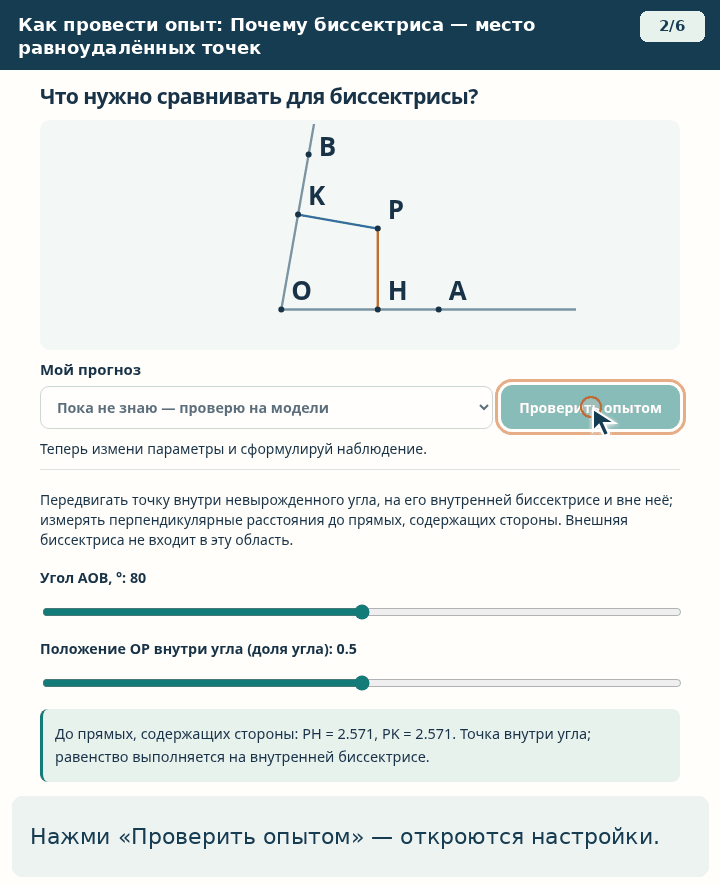 Как провести опыт: Почему биссектриса — место
равноудалённых точек
2/6
Что нужно сравнивать для биссектрисы?
B
K
P
O
H
A
Мой прогноз
Пока не знаю — проверю на модели
Проверить опытом
Теперь измени параметры и сформулируй наблюдение.
Передвигать точку внутри невырожденного угла, на его внутренней биссектрисе и вне неё;
измерять перпендикулярные расстояния до прямых, содержащих стороны. Внешняя
биссектриса не входит в эту область.
Угол AOB, °: 80
Положение OP внутри угла (доля угла): 0.5
До прямых, содержащих стороны: PH = 2.571, PK = 2.571. Точка внутри угла;
равенство выполняется на внутренней биссектрисе.
Нажми «Проверить опытом» — откроются настройки.